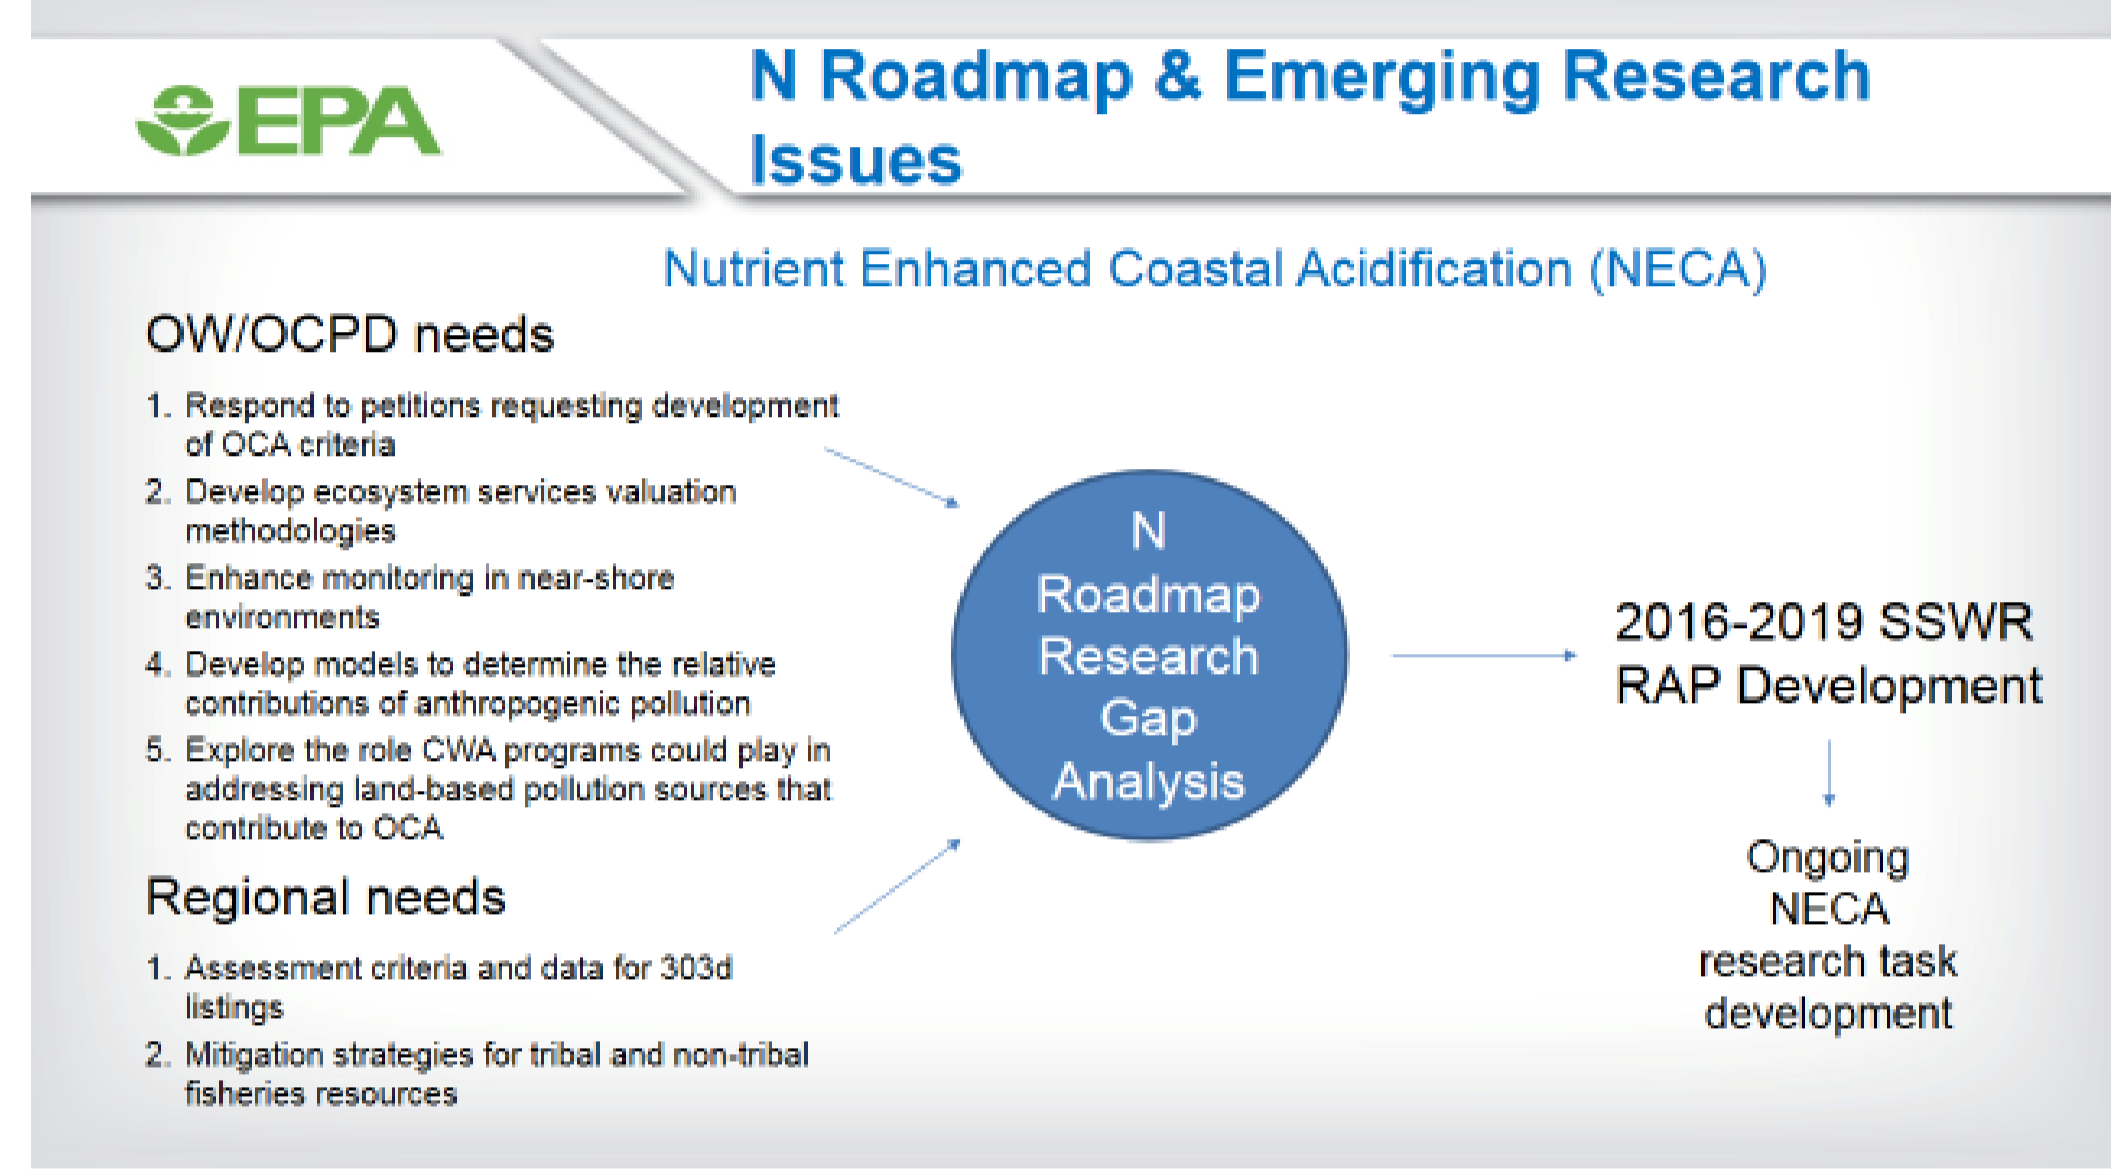 EPA
N Roadmap & Emerging Research
Issues
Nutrient Enhanced Coastal Acidification (NECA)
OW/OCPD needs
1. Respond to petitions requesting development
of OCA criteria
2. Develop ecosystem services valuation
methodologies
3. Enhance monitoring in near-shore
environments
4. Develop models to determine the relative
contributions of anthropogenic pollution
5. Explore the role CWA programs could play in
addressing land-based pollution sources that
contribute to OCA
Regional needs
1. Assessment criteria and data for 303d
listings
2. Mitigation strategies for tribal and non-tribal
fisheries resources
N
Roadmap
Research
Gap
Analysis
2016-2019 SSWR
RAP Development
Ongoing
NECA
research task
development